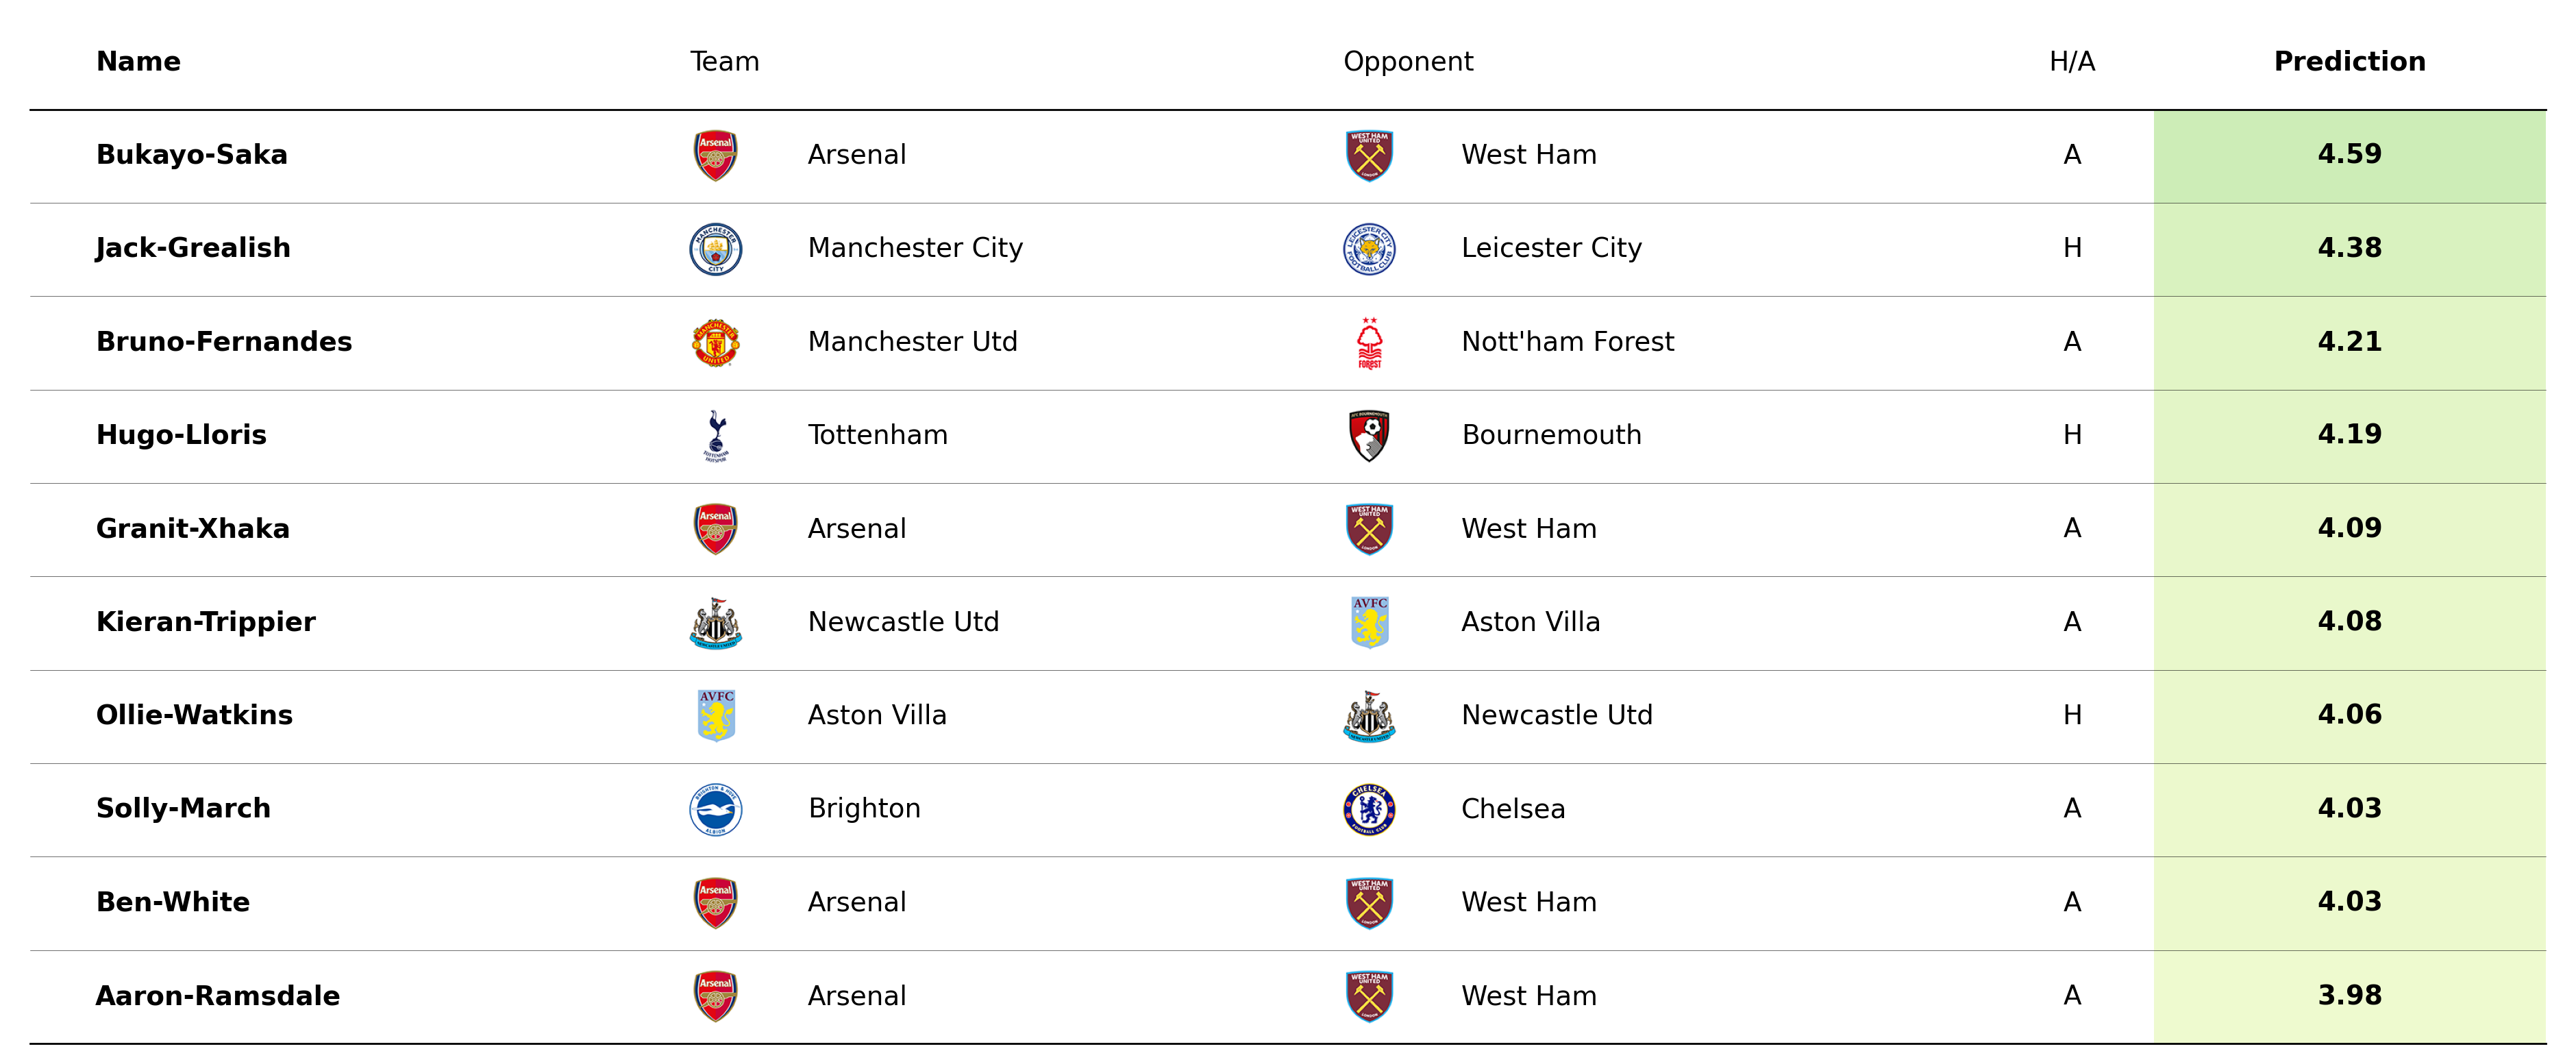 Name Team Opponent H/A Prediction
Bukayo-Saka Arsenal West Ham A 4.59
Jack-Grealish Manchester City Leicester City H 4.38
Bruno-Fernandes Manchester Utd Nott'ham Forest A 4.21
Hugo-Lloris Tottenham Bournemouth H 4.19
Granit-Xhaka Arsenal West Ham A 4.09
Kieran-Trippier Newcastle Utd Aston Villa A 4.08
Ollie-Watkins Aston Villa Newcastle Utd H 4.06
Solly-March Brighton Chelsea A 4.03
Ben-White Arsenal West Ham A 4.03
Aaron-Ramsdale Arsenal West Ham A 3.98